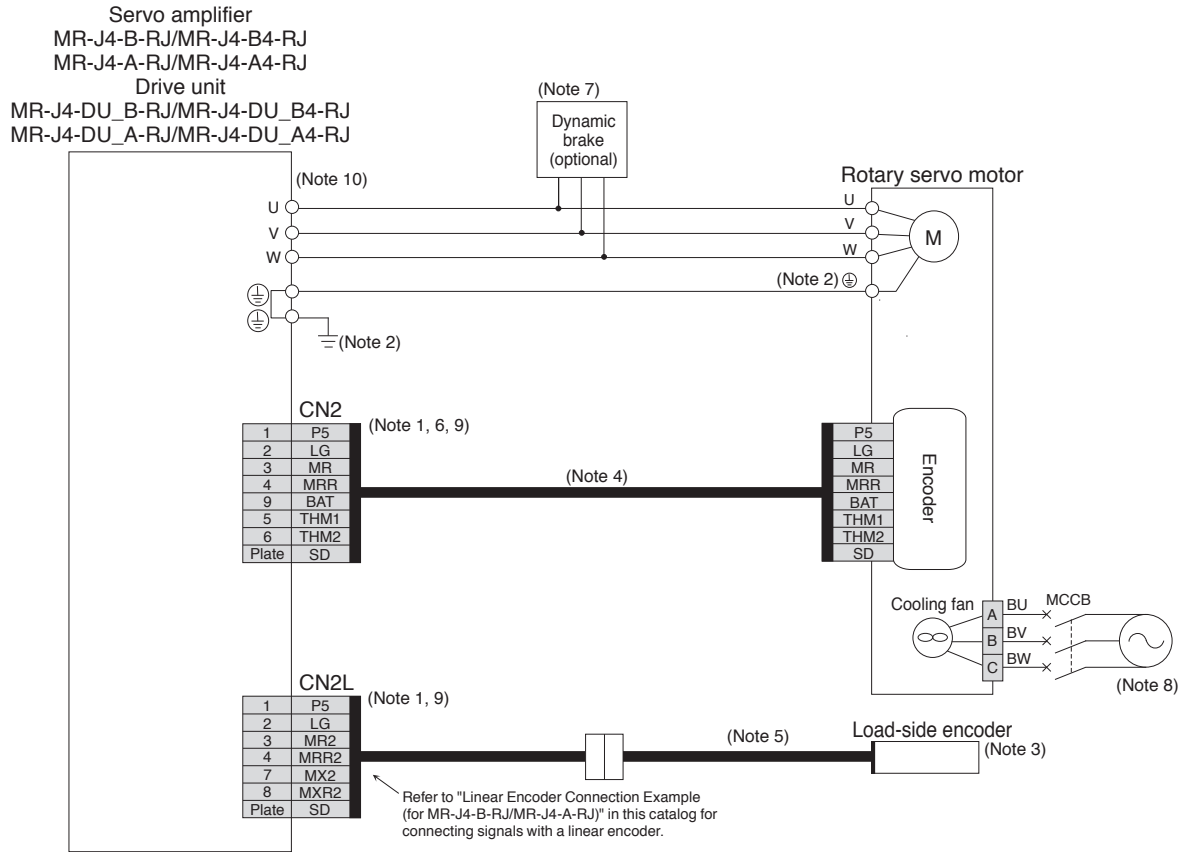 Servo amplifier
MR-J4-B-RJ/MR-J4-B4-RJ
MR-J4-A-RJ/MR-J4-A4-RJ
Drive unit
MR-J4-DU_B-RJ/MR-J4-DU_B4-RJ
MR-J4-DU_A-RJ/MR-J4-DU_A4-RJ
(Note 7)
Dynamic
brake
(optional)
Rotary servo motor
(Note 10)
U
V
W
U
V
W
M
(Note 2)
(Note 2)
CN2
(Note 1, 6, 9)
1 P5
2 LG
3 MR
4 MRR
9 BAT
5 THM1
6 THM2
Plate SD
(Note 4)
P5
LG
MR
MRR
BAT
THM1
THM2
SD
Encoder
Cooling fan
A BU
B BV
C BW
MCCB
(Note 8)
CN2L
(Note 1, 9)
1 P5
2 LG
3 MR2
4 MRR2
7 MX2
8 MXR2
Plate SD
(Note 5)
Load-side encoder
(Note 3)
Refer to "Linear Encoder Connection Example
(for MR-J4-B-RJ/MR-J4-A-RJ)" in this catalog for
connecting signals with a linear encoder.